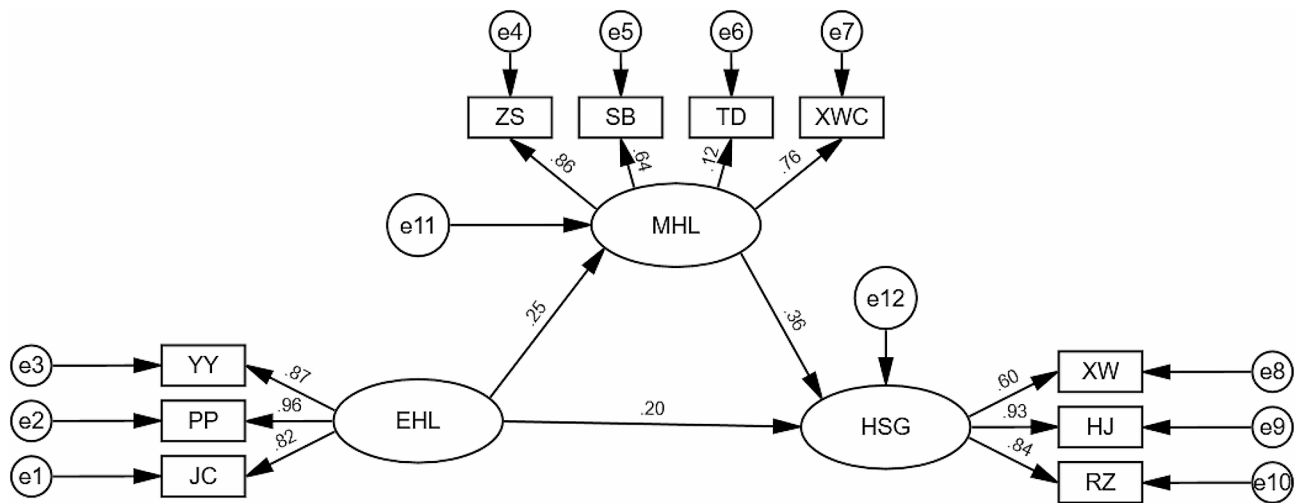 e4
e5
e6
e7
ZS
SB
TD
XWC
.86
.64
.12
.76
e11
MHL
e12
.25
.36
e3
YY
.87
XW
e8
.60
e2
PP
.96
EHL
.20
HSG
.93
HJ
e9
e1
JC
.82
.84
RZ
e10